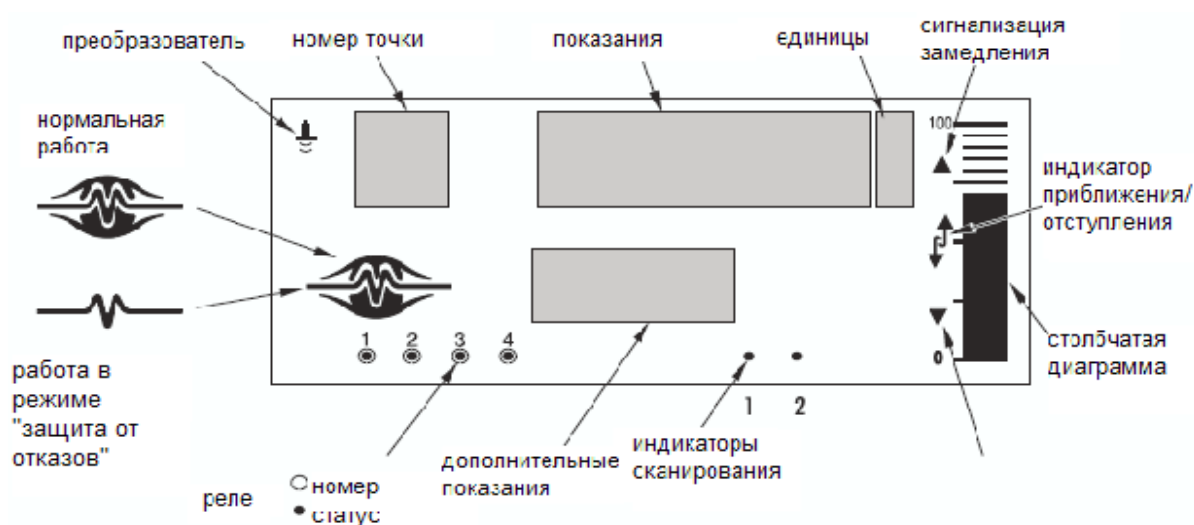 преобразователь
номер точки
показания
единицы
сигнализация
замедления
нормальная
работа
100
индикатор
приближения/
отступления
1 2 3 4
0
столбчатая
диаграмма
работа в
режиме
"защита от
отказов"
1 2
дополнительные
показания
индикаторы
сканирования
реле
номер
статус